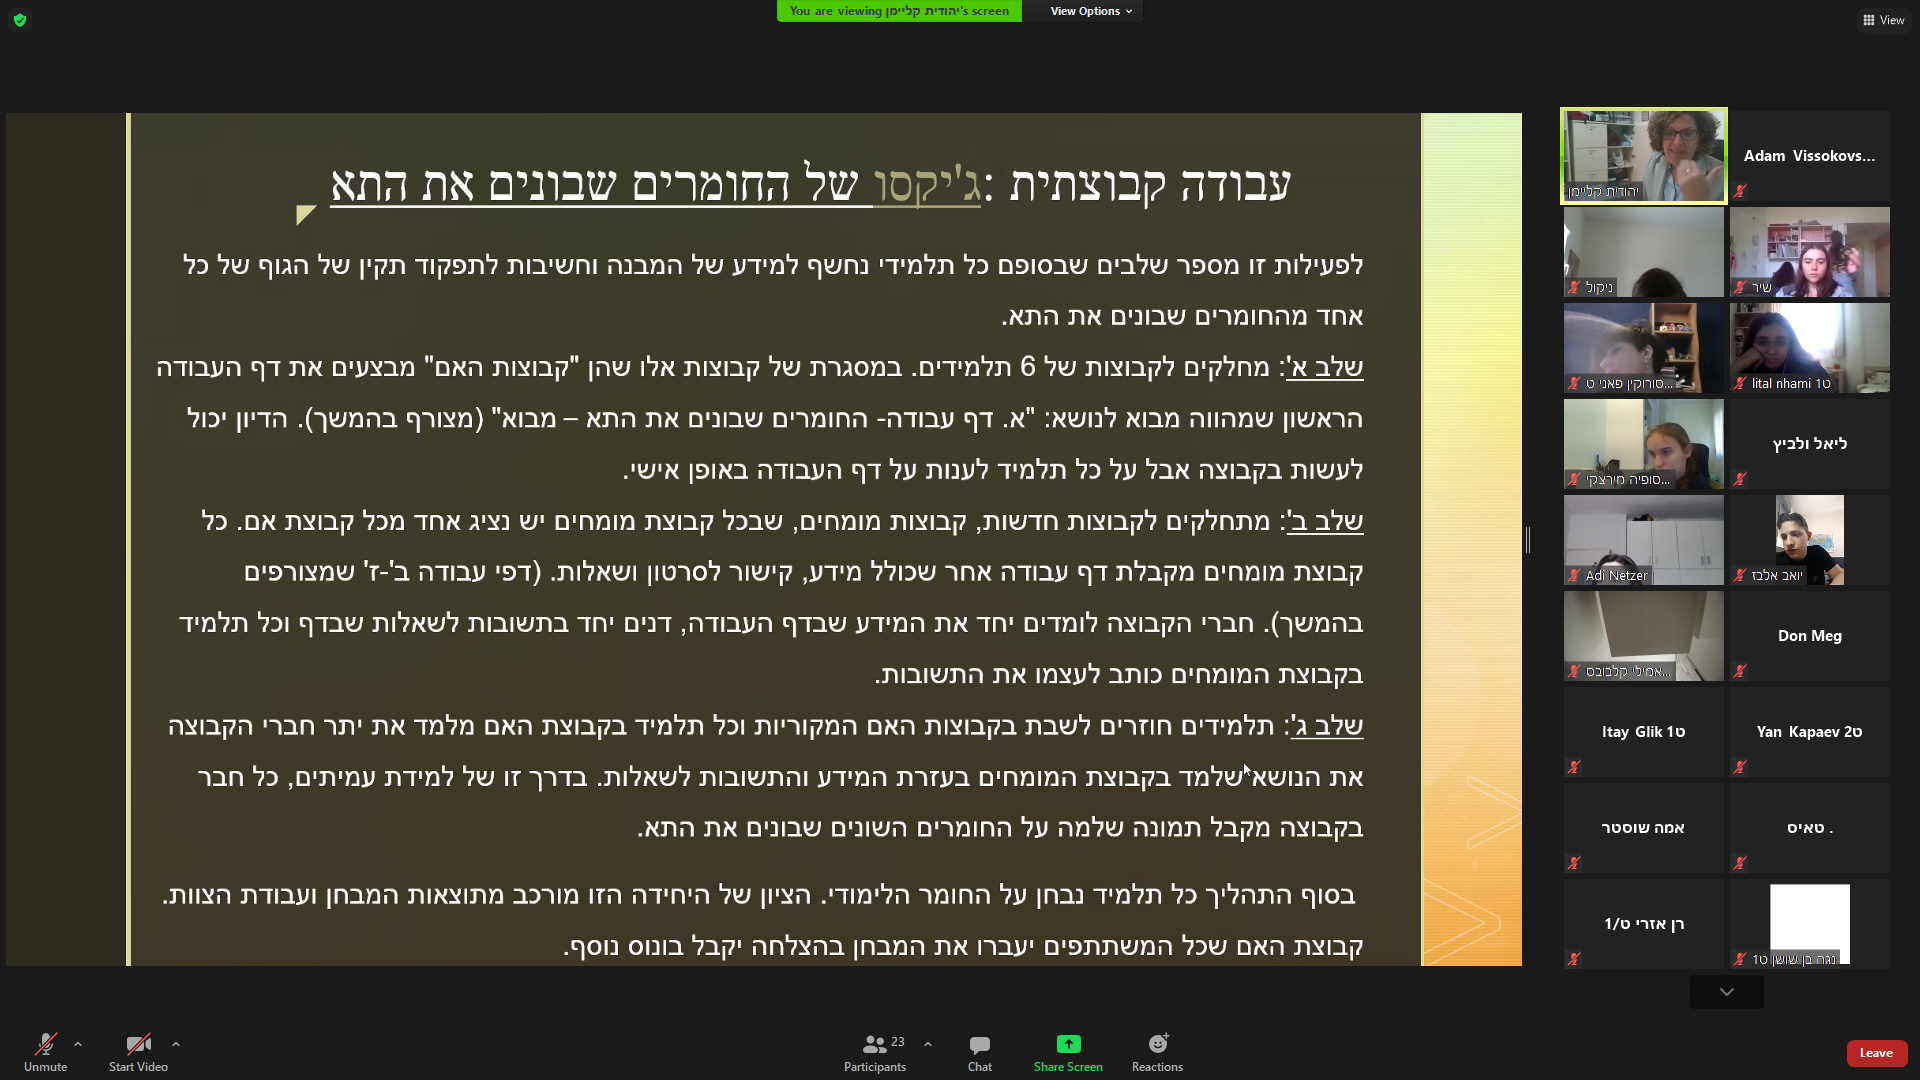 You are viewing יהודית קליימן's screen
View Options
View
עבודה קבוצתית :ג'יקסו של החומרים שבונים את התא
לפעילות זו מספר שלבים שבסופם כל תלמידי נחשף למידע של המבנה וחשיבות לתפקוד תקין של הגוף של כל
אחד מהחומרים שבונים את התא.
שלב א': מחלקים לקבוצות של 6 תלמידים. במסגרת של קבוצות אלו שהן "קבוצות האם" מבצעים את דף העבודה
הראשון שמהווה מבוא לנושא: "א. דף עבודה- החומרים שבונים את התא – מבוא" (מצורף בהמשך). הדיון יכול
לעשות בקבוצה אבל על כל תלמיד לענות על דף העבודה באופן אישי.
שלב ב': מתחלקים לקבוצות חדשות, קבוצות מומחים, שבכל קבוצת מומחים יש נציג אחד מכל קבוצת אם. כל
קבוצת מומחים מקבלת דף עבודה אחר שכולל מידע, קישור לסרטון ושאלות. (דפי עבודה ב'-ז' שמצורפים
בהמשך). חברי הקבוצה לומדים יחד את המידע שבדף העבודה, דנים יחד בתשובות לשאלות שבדף וכל תלמיד
בקבוצת המומחים כותב לעצמו את התשובות.
שלב ג': תלמידים חוזרים לשבת בקבוצות האם המקוריות וכל תלמיד בקבוצת האם מלמד את יתר חברי הקבוצה
את הנושא שלמד בקבוצת המומחים בעזרת המידע והתשובות לשאלות. בדרך זו של למידת עמיתים, כל חבר
בקבוצה מקבל תמונה שלמה על החומרים השונים שבונים את התא.
בסוף התהליך כל תלמיד נבחן על החומר הלימודי. הציון של היחידה הזו מורכב מתוצאות המבחן ועבודת הצוות.
קבוצת האם שכל המשתתפים יעברו את המבחן בהצלחה יקבל בונוס נוסף.
יהודית קליימן
Adam Vissokovs...
ניקול
שיר
סורוקין פאני ט...
lital nhami ט1
סופיה מירצקי...
ליאל ולביץ
Adi Netzer
יואב אלבז
אמילי קלבובס...
Don Meg
Itay Glik ט1
Yan Kapaev ט2
אמה שוסטר
טאיס .
רן אזרי ט/1
נגה בן שושן ט1
Unmute
Start Video
Participants 23
Chat
Share Screen
Reactions
Leave